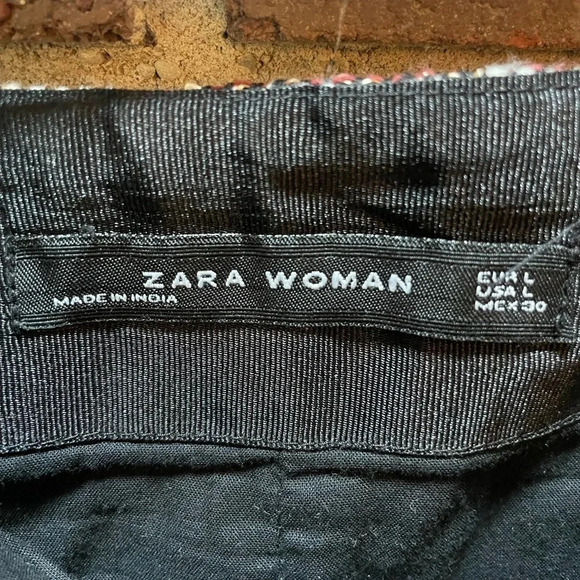 ZARA WOMAN
MADE IN INDIA
EUR L
USA L
MEX 30